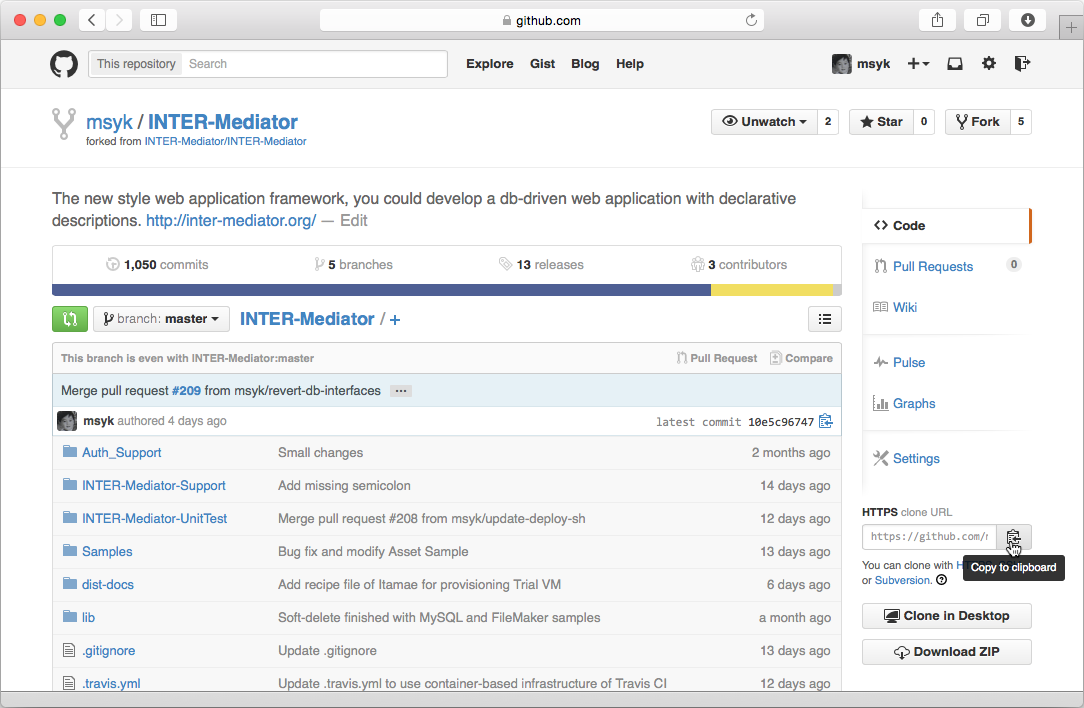 github.com
This repository Search Explore Gist Blog Help msyk
msyk / INTER-Mediator Unwatch 2 Star 0 Fork 5
forked from INTER-Mediator/INTER-Mediator
The new style web application framework, you could develop a db-driven web application with declarative
descriptions. http://inter-mediator.org/ — Edit
1,050 commits 5 branches 13 releases 3 contributors
branch: master INTER-Mediator / +
This branch is even with INTER-Mediator:master Pull Request Compare
Merge pull request #209 from msyk/revert-db-interfaces ...
msyk authored 4 days ago latest commit 10e5c96747
Auth_Support Small changes 2 months ago
INTER-Mediator-Support Add missing semicolon 14 days ago
INTER-Mediator-UnitTest Merge pull request #208 from msyk/update-deploy-sh 12 days ago
Samples Bug fix and modify Asset Sample 13 days ago
dist-docs Add recipe file of Itamae for provisioning Trial VM 6 days ago
lib Soft-delete finished with MySQL and FileMaker samples a month ago
.gitignore Update .gitignore 13 days ago
.travis.yml Update .travis.yml to use container-based infrastructure of Travis CI 12 days ago
Code
Pull Requests 0
Wiki
Pulse
Graphs
Settings
HTTPS clone URL
https://github.com/
Copy to clipboard
You can clone with
or Subversion.
Clone in Desktop
Download ZIP